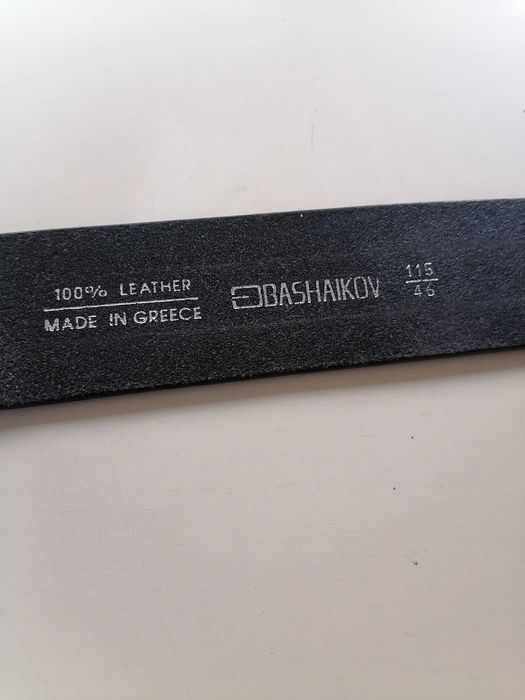 100% LEATHER
MADE IN GREECE
BASHAIKOV
115
46